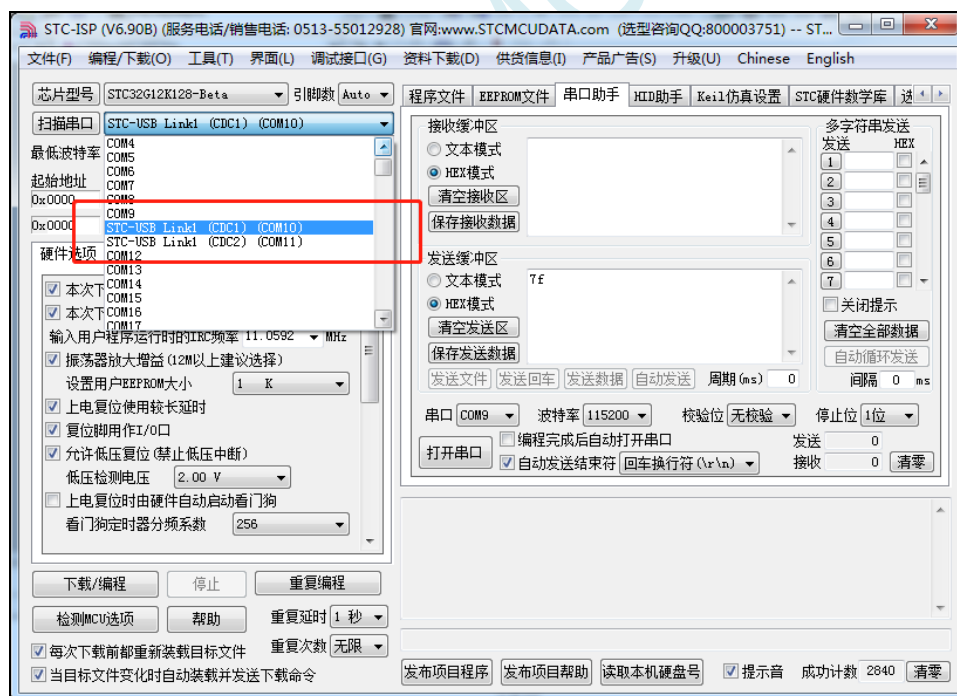 STC-ISP (V6.90B) (服务电话/销售电话: 0513-55012928) 官网:www.STCMCUDATA.com (选型咨询QQ:800003751) -- ST...
文件(F) 编程/下载(O) 工具(T) 界面(L) 调试接口(G) 资料下载(D) 供货信息(I) 产品广告(S) 升级(U) Chinese English
芯片型号 STC32G12K128-Beta 引脚数 Auto
扫描串口 STC-USB Link1 (CDC1) (COM10)
最低波特率
起始地址
0x0000
0x0000
COM4
COM5
COM6
COM7
COM8
COM9
STC-USB Link1 (CDC1) (COM10)
STC-USB Link1 (CDC2) (COM11)
COM12
COM13
COM14
COM15
COM16
COM17
硬件选项
本次下
本次下
输入用户程序运行时的IRC频率 11.0592 MHz
振荡器放大增益(12M以上建议选择)
设置用户EEPROM大小 1 K
上电复位使用较长延时
复位脚用作I/O口
允许低压复位(禁止低压中断)
低压检测电压 2.00 V
上电复位时由硬件自动启动看门狗
看门狗定时器分频系数 256
下载/编程 停止 重复编程
检测MCU选项 帮助 重复延时 1 秒
重复次数 无限
每次下载前都重新装载目标文件
当目标文件变化时自动装载并发送下载命令
程序文件 EEPROM文件 串口助手 HID助手 Keil仿真设置 STC硬件数学库 选
接收缓冲区
文本模式
HEX模式
清空接收区
保存接收数据
发送缓冲区
文本模式 7f
HEX模式
清空发送区
保存发送数据
发送文件 发送回车 发送数据 自动发送 周期(ms) 0
多字符串发送
发送 HEX
1
2
3
4
5
6
7
关闭提示
清空全部数据
自动循环发送
间隔 0 ms
串口 COM9 波特率 115200 校验位 无校验 停止位 1位
打开串口 编程完成后自动打开串口 发送 0
自动发送结束符 回车换行符(\r\n) 接收 0 清零
发布项目程序 发布项目帮助 读取本机硬盘号 提示音 成功计数 2840 清零